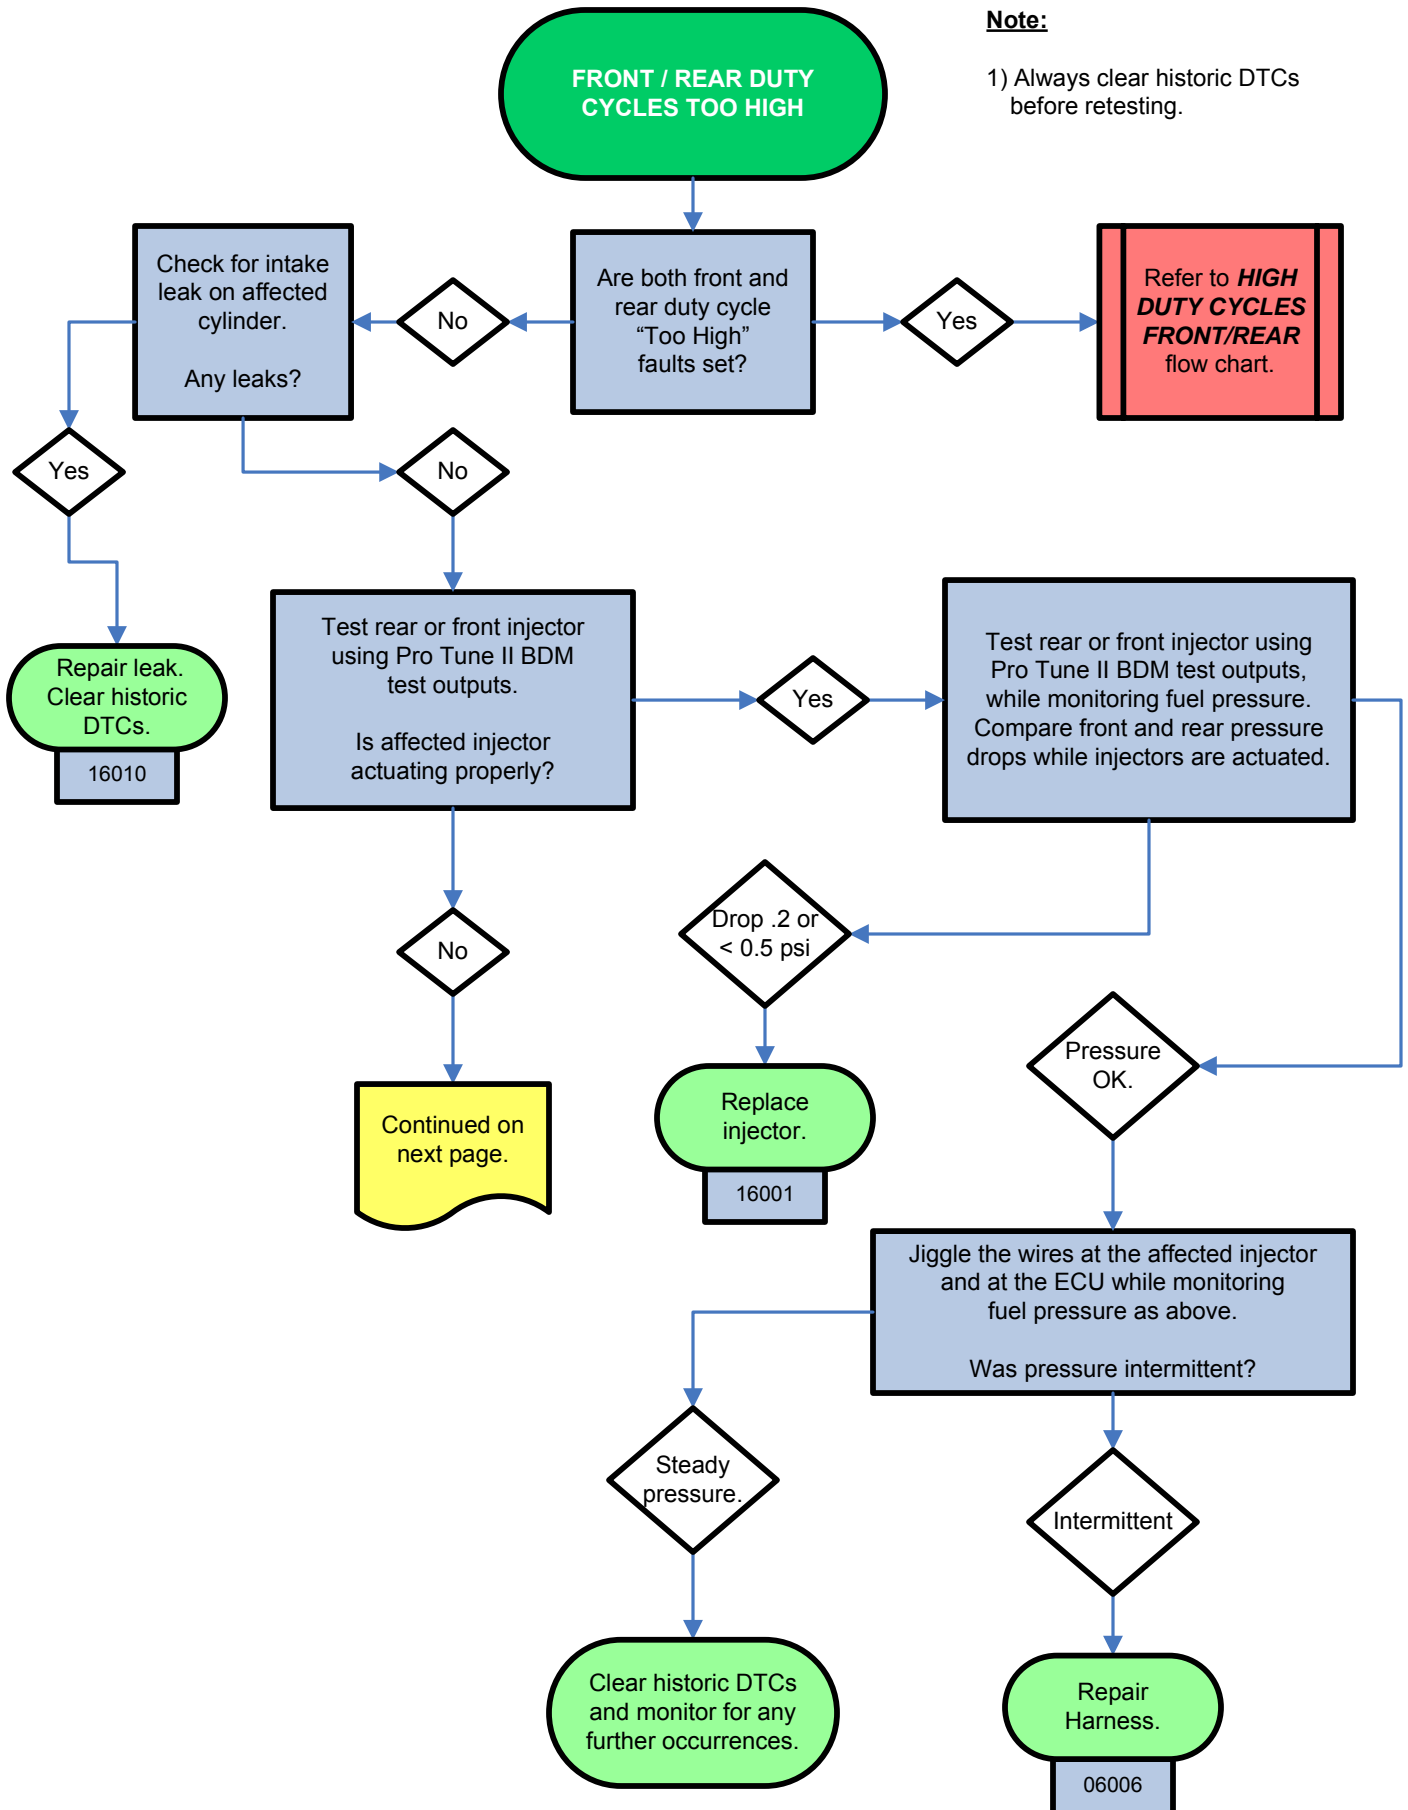 Note:
1) Always clear historic DTCs
before retesting.
FRONT / REAR DUTY
CYCLES TOO HIGH
Are both front and
rear duty cycle
“Too High”
faults set?
Yes
Refer to HIGH
DUTY CYCLES
FRONT/REAR
flow chart.
No
Check for intake
leak on affected
cylinder.
Any leaks?
Yes
Repair leak.
Clear historic
DTCs.
16010
No
Test rear or front injector
using Pro Tune II BDM
test outputs.
Is affected injector
actuating properly?
Yes
Test rear or front injector using
Pro Tune II BDM test outputs,
while monitoring fuel pressure.
Compare front and rear pressure
drops while injectors are actuated.
No
Continued on
next page.
Drop .2 or
< 0.5 psi
Replace
injector.
16001
Pressure
OK.
Jiggle the wires at the affected injector
and at the ECU while monitoring
fuel pressure as above.
Was pressure intermittent?
Steady
pressure.
Clear historic DTCs
and monitor for any
further occurrences.
Intermittent
Repair
Harness.
06006